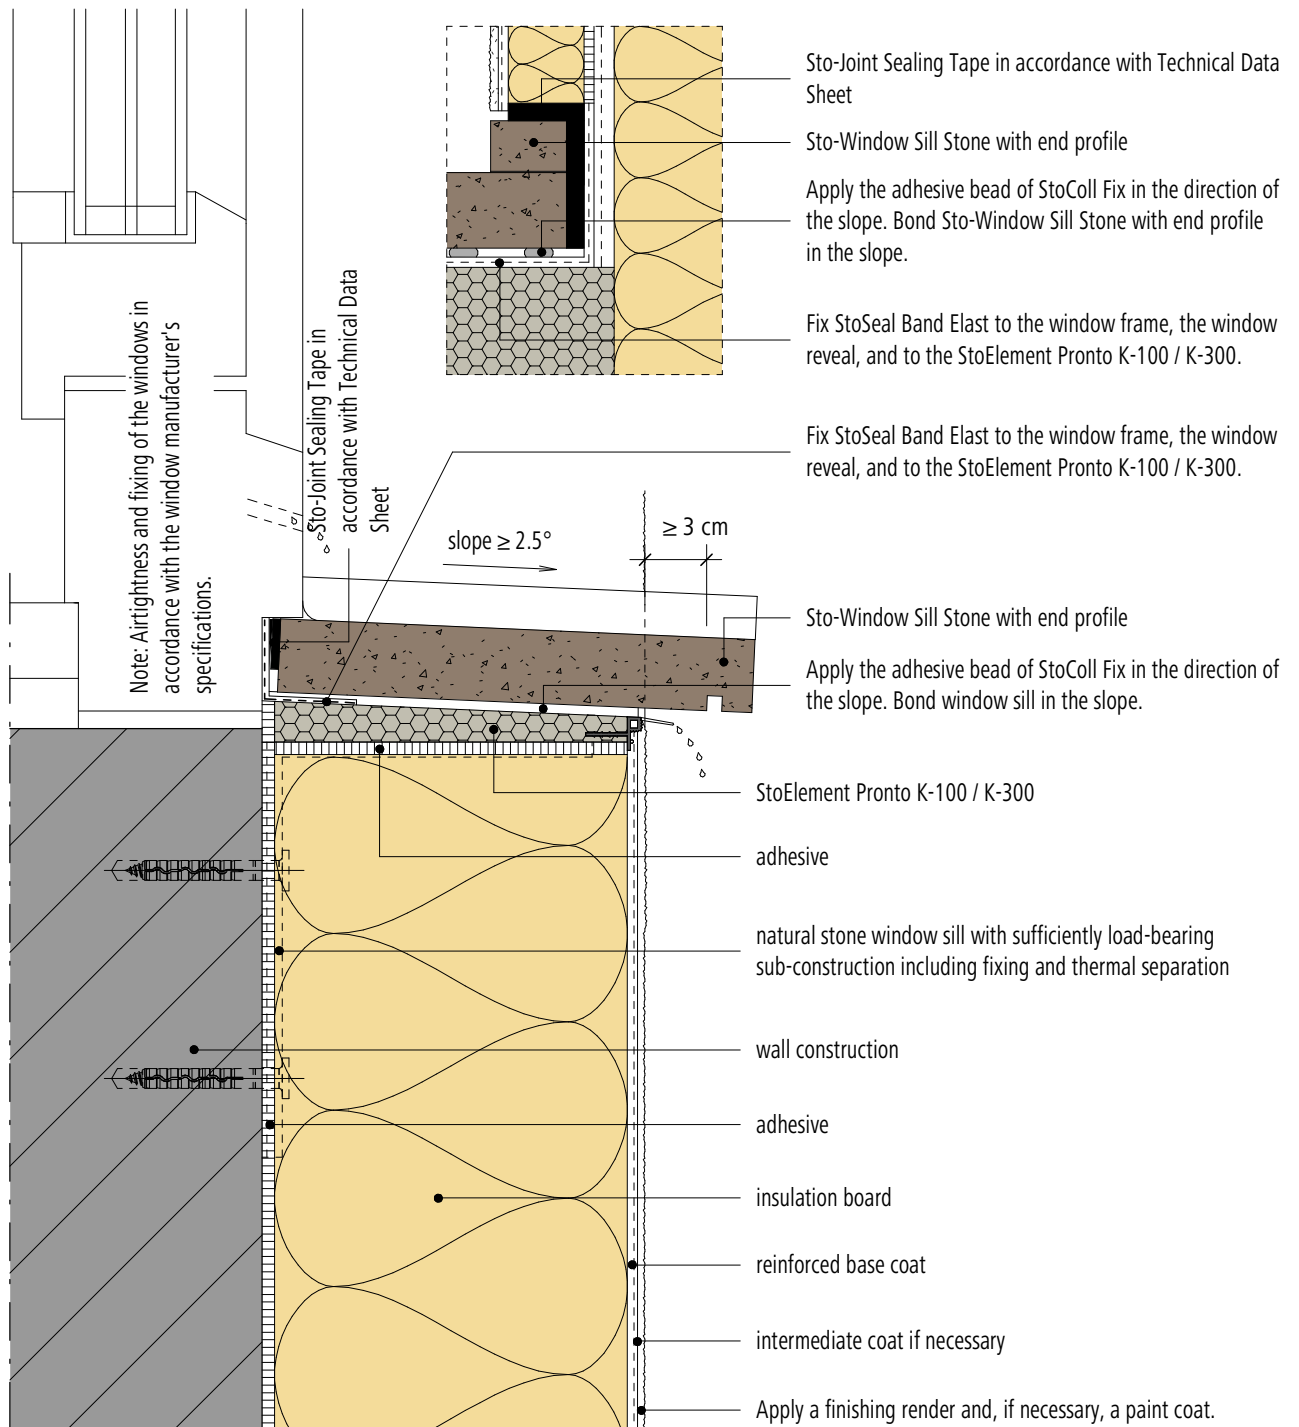 Sto-Joint Sealing Tape in accordance with Technical Data
Sheet
Sto-Window Sill Stone with end profile
Apply the adhesive bead of StoColl Fix in the direction of
the slope. Bond Sto-Window Sill Stone with end profile
in the slope.
Fix StoSeal Band Elast to the window frame, the window
reveal, and to the StoElement Pronto K-100 / K-300.
Fix StoSeal Band Elast to the window frame, the window
reveal, and to the StoElement Pronto K-100 / K-300.
Note: Airtightness and fixing of the windows in
accordance with the window manufacturer's
specifications.
Sto-Joint Sealing Tape in
accordance with Technical Data
Sheet
slope ≥ 2.5°
≥ 3 cm
Sto-Window Sill Stone with end profile
Apply the adhesive bead of StoColl Fix in the direction of
the slope. Bond window sill in the slope.
StoElement Pronto K-100 / K-300
adhesive
natural stone window sill with sufficiently load-bearing
sub-construction including fixing and thermal separation
wall construction
adhesive
insulation board
reinforced base coat
intermediate coat if necessary
Apply a finishing render and, if necessary, a paint coat.